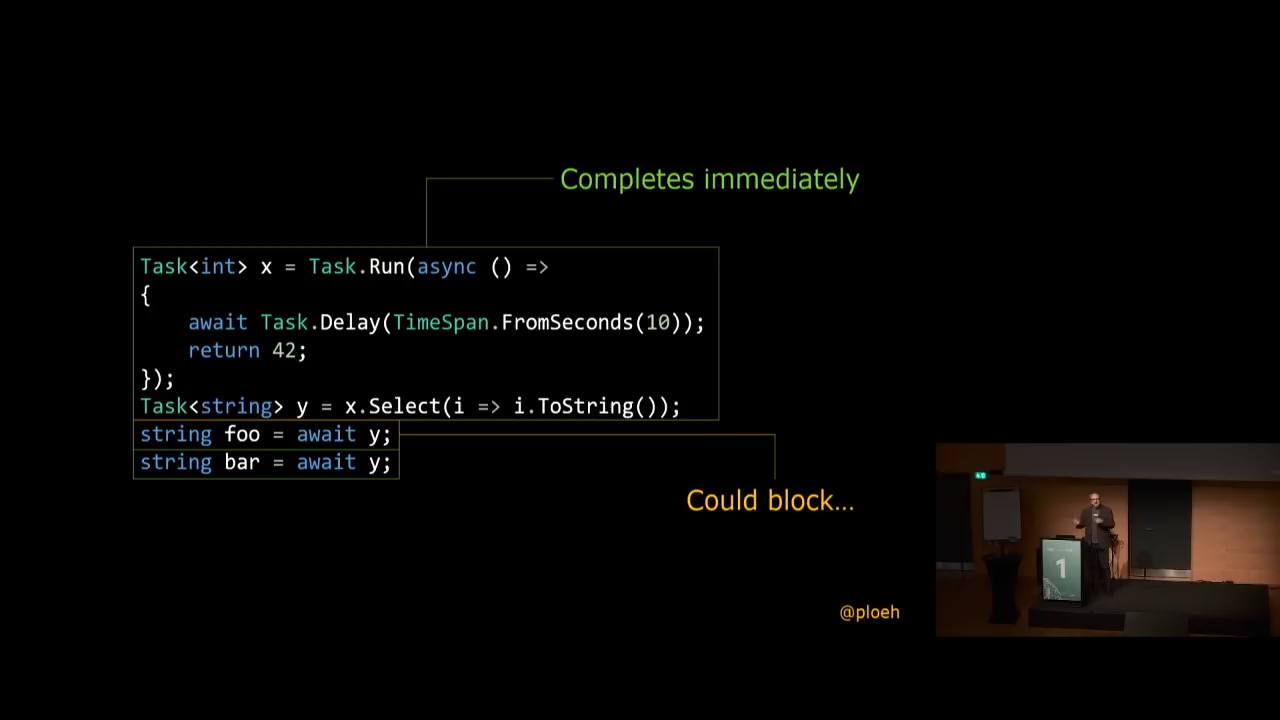 Completes immediately
Task<int> x = Task.Run(async () =>
{
    await Task.Delay(TimeSpan.FromSeconds(10));
    return 42;
});
Task<string> y = x.Select(i => i.ToString());
string foo = await y;
string bar = await y;
Could block...
1
@ploeh